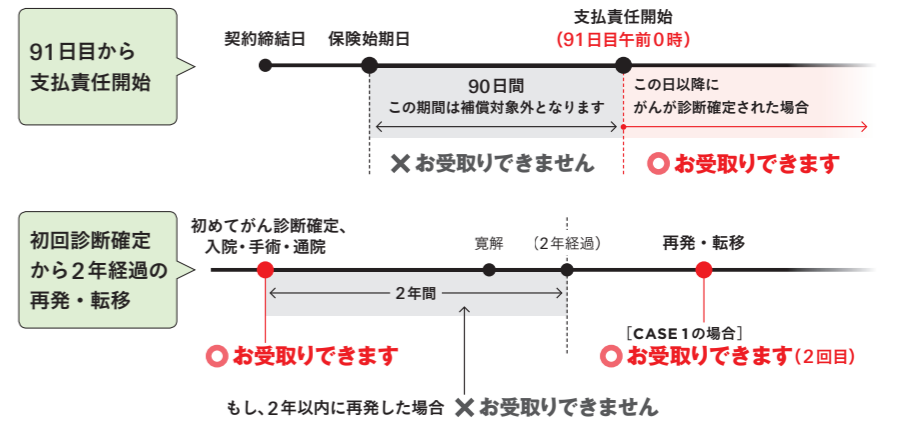 91日目から
支払責任開始
契約締結日
保険始期日
支払責任開始
（91日目午前0時）
90日間
この期間は補償対象外となります
この日以降に
がんが診断確定された場合
×お受取りできません
○お受取りできます
初回診断確定
から2年経過の
再発・転移
初めてがん診断確定、
入院・手術・通院
寛解
（2年経過）
再発・転移
2年間
○お受取りできます
［CASE1の場合］
○お受取りできます（2回目）
もし、2年以内に再発した場合 ×お受取りできません